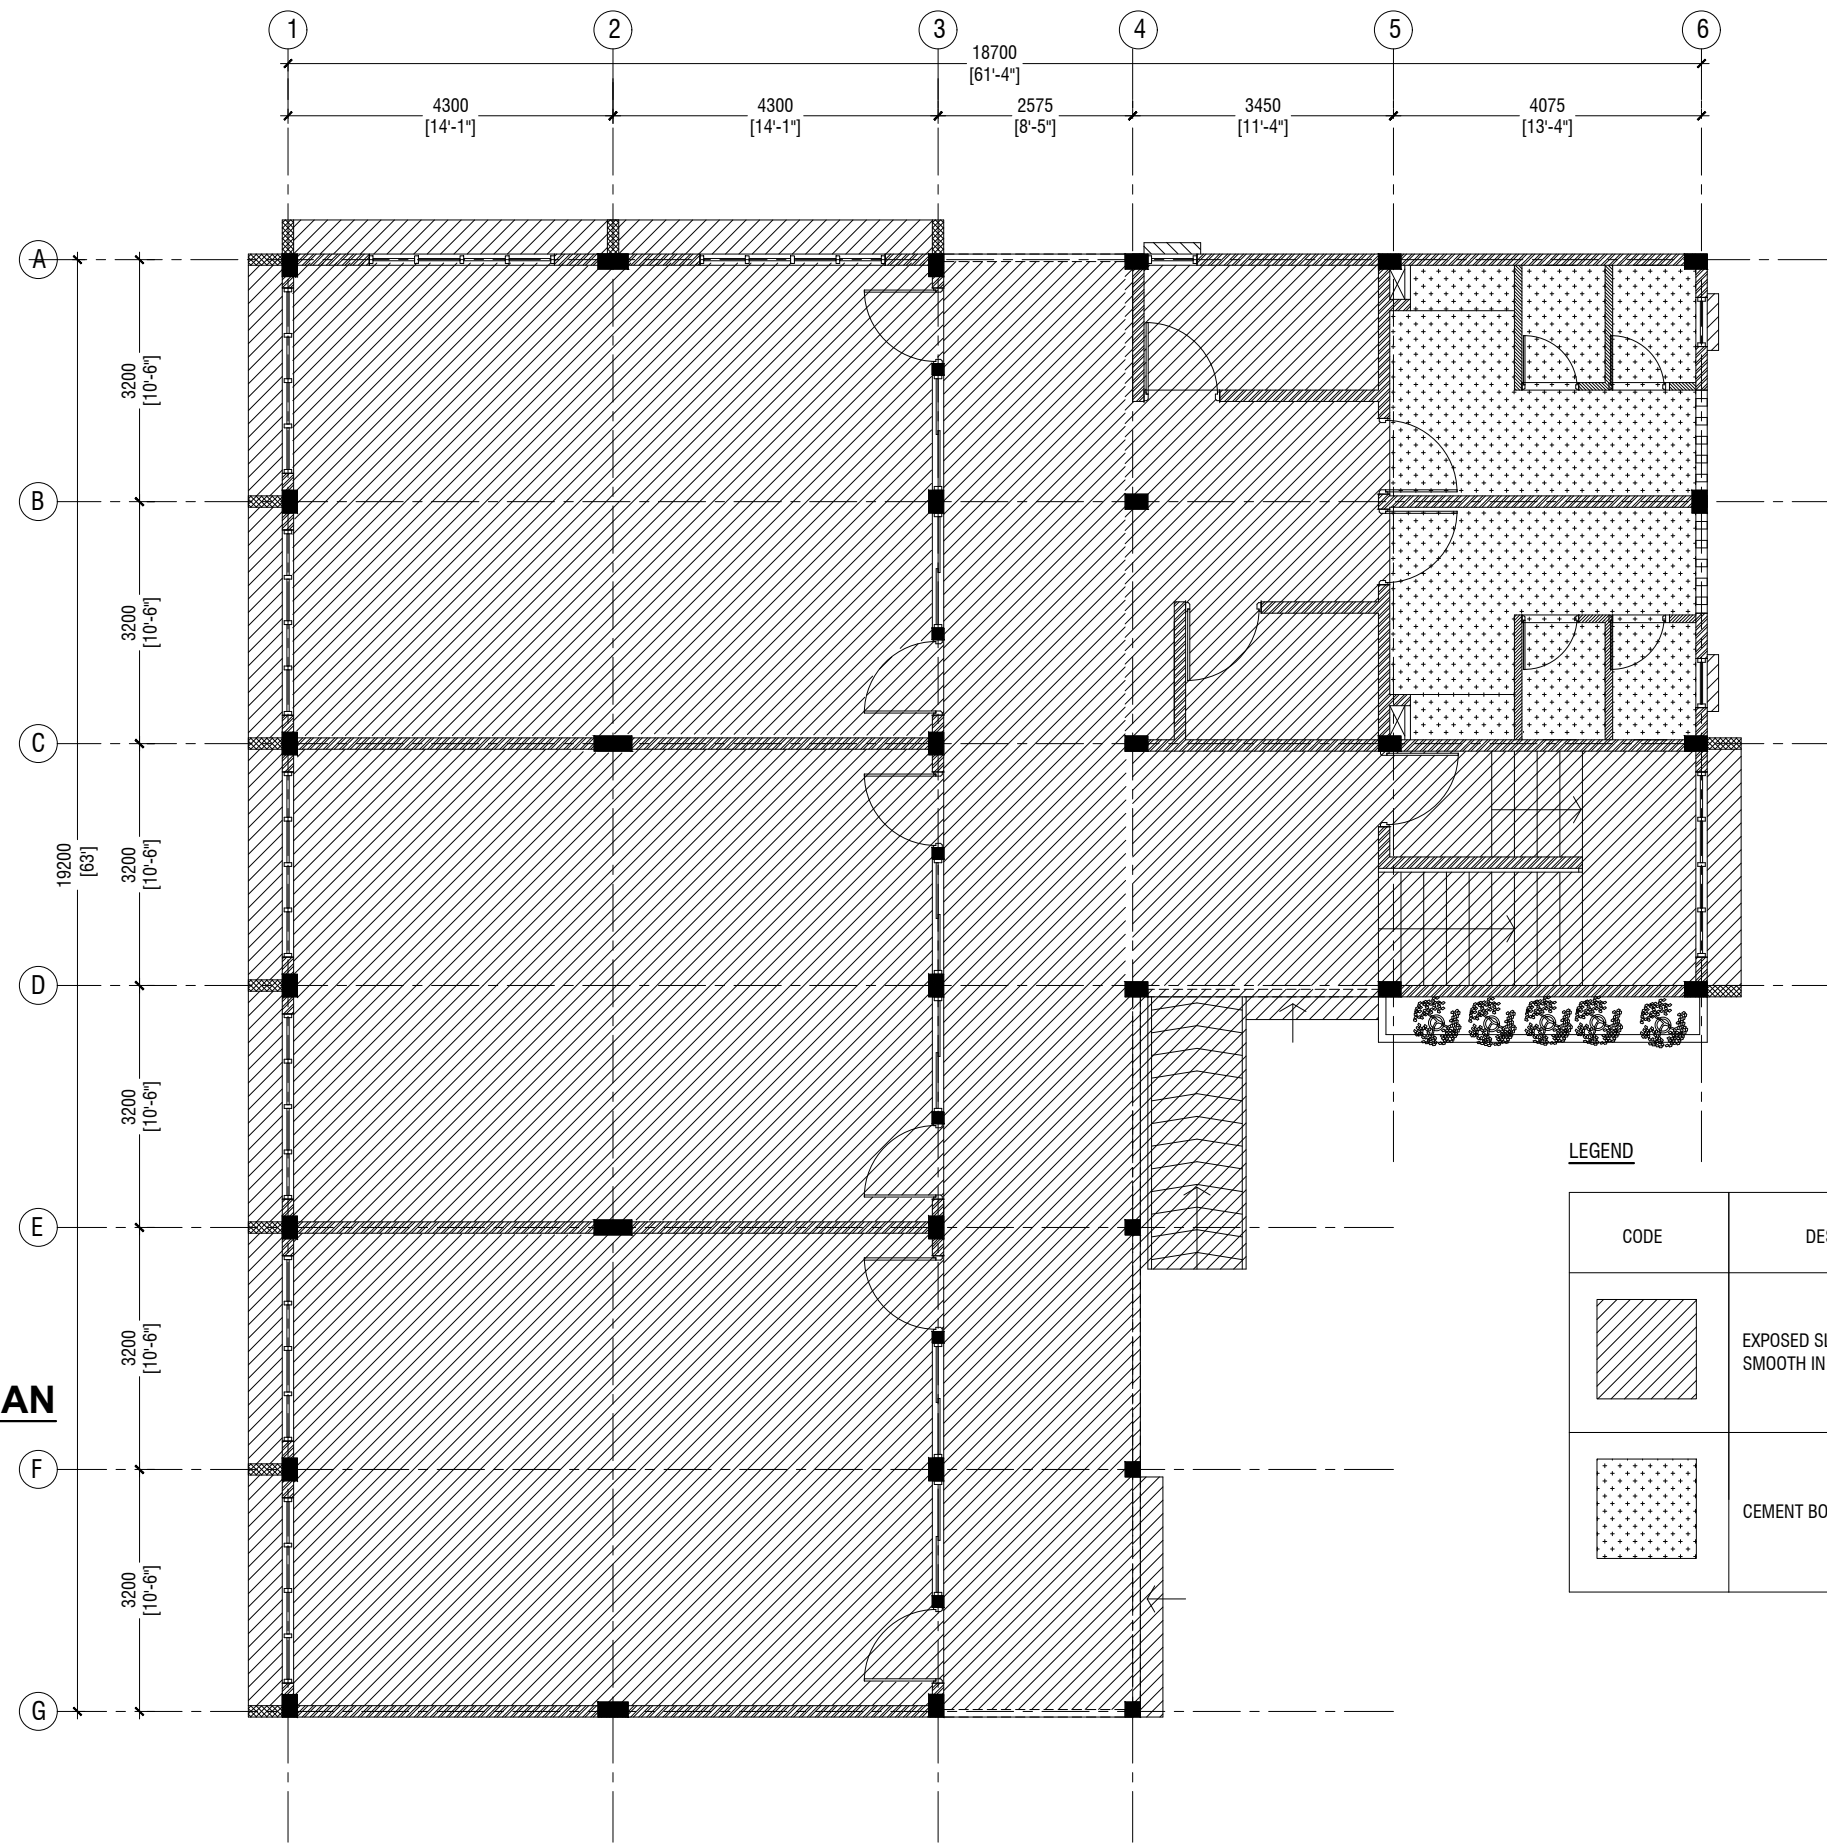 1 2 3 4 5 6
18700
[61'-4"]
4300 4300 2575 3450 4075
[14'-1"] [14'-1"] [8'-5"] [11'-4"] [13'-4"]
A
3200
[10'-6"]
B
3200
[10'-6"]
C
19200
[63']
3200
[10'-6"]
D
3200
[10'-6"]
E
3200
[10'-6"]
AN
F
3200
[10'-6"]
G
LEGEND
CODE DES
EXPOSED SL
SMOOTH IN
CEMENT BO